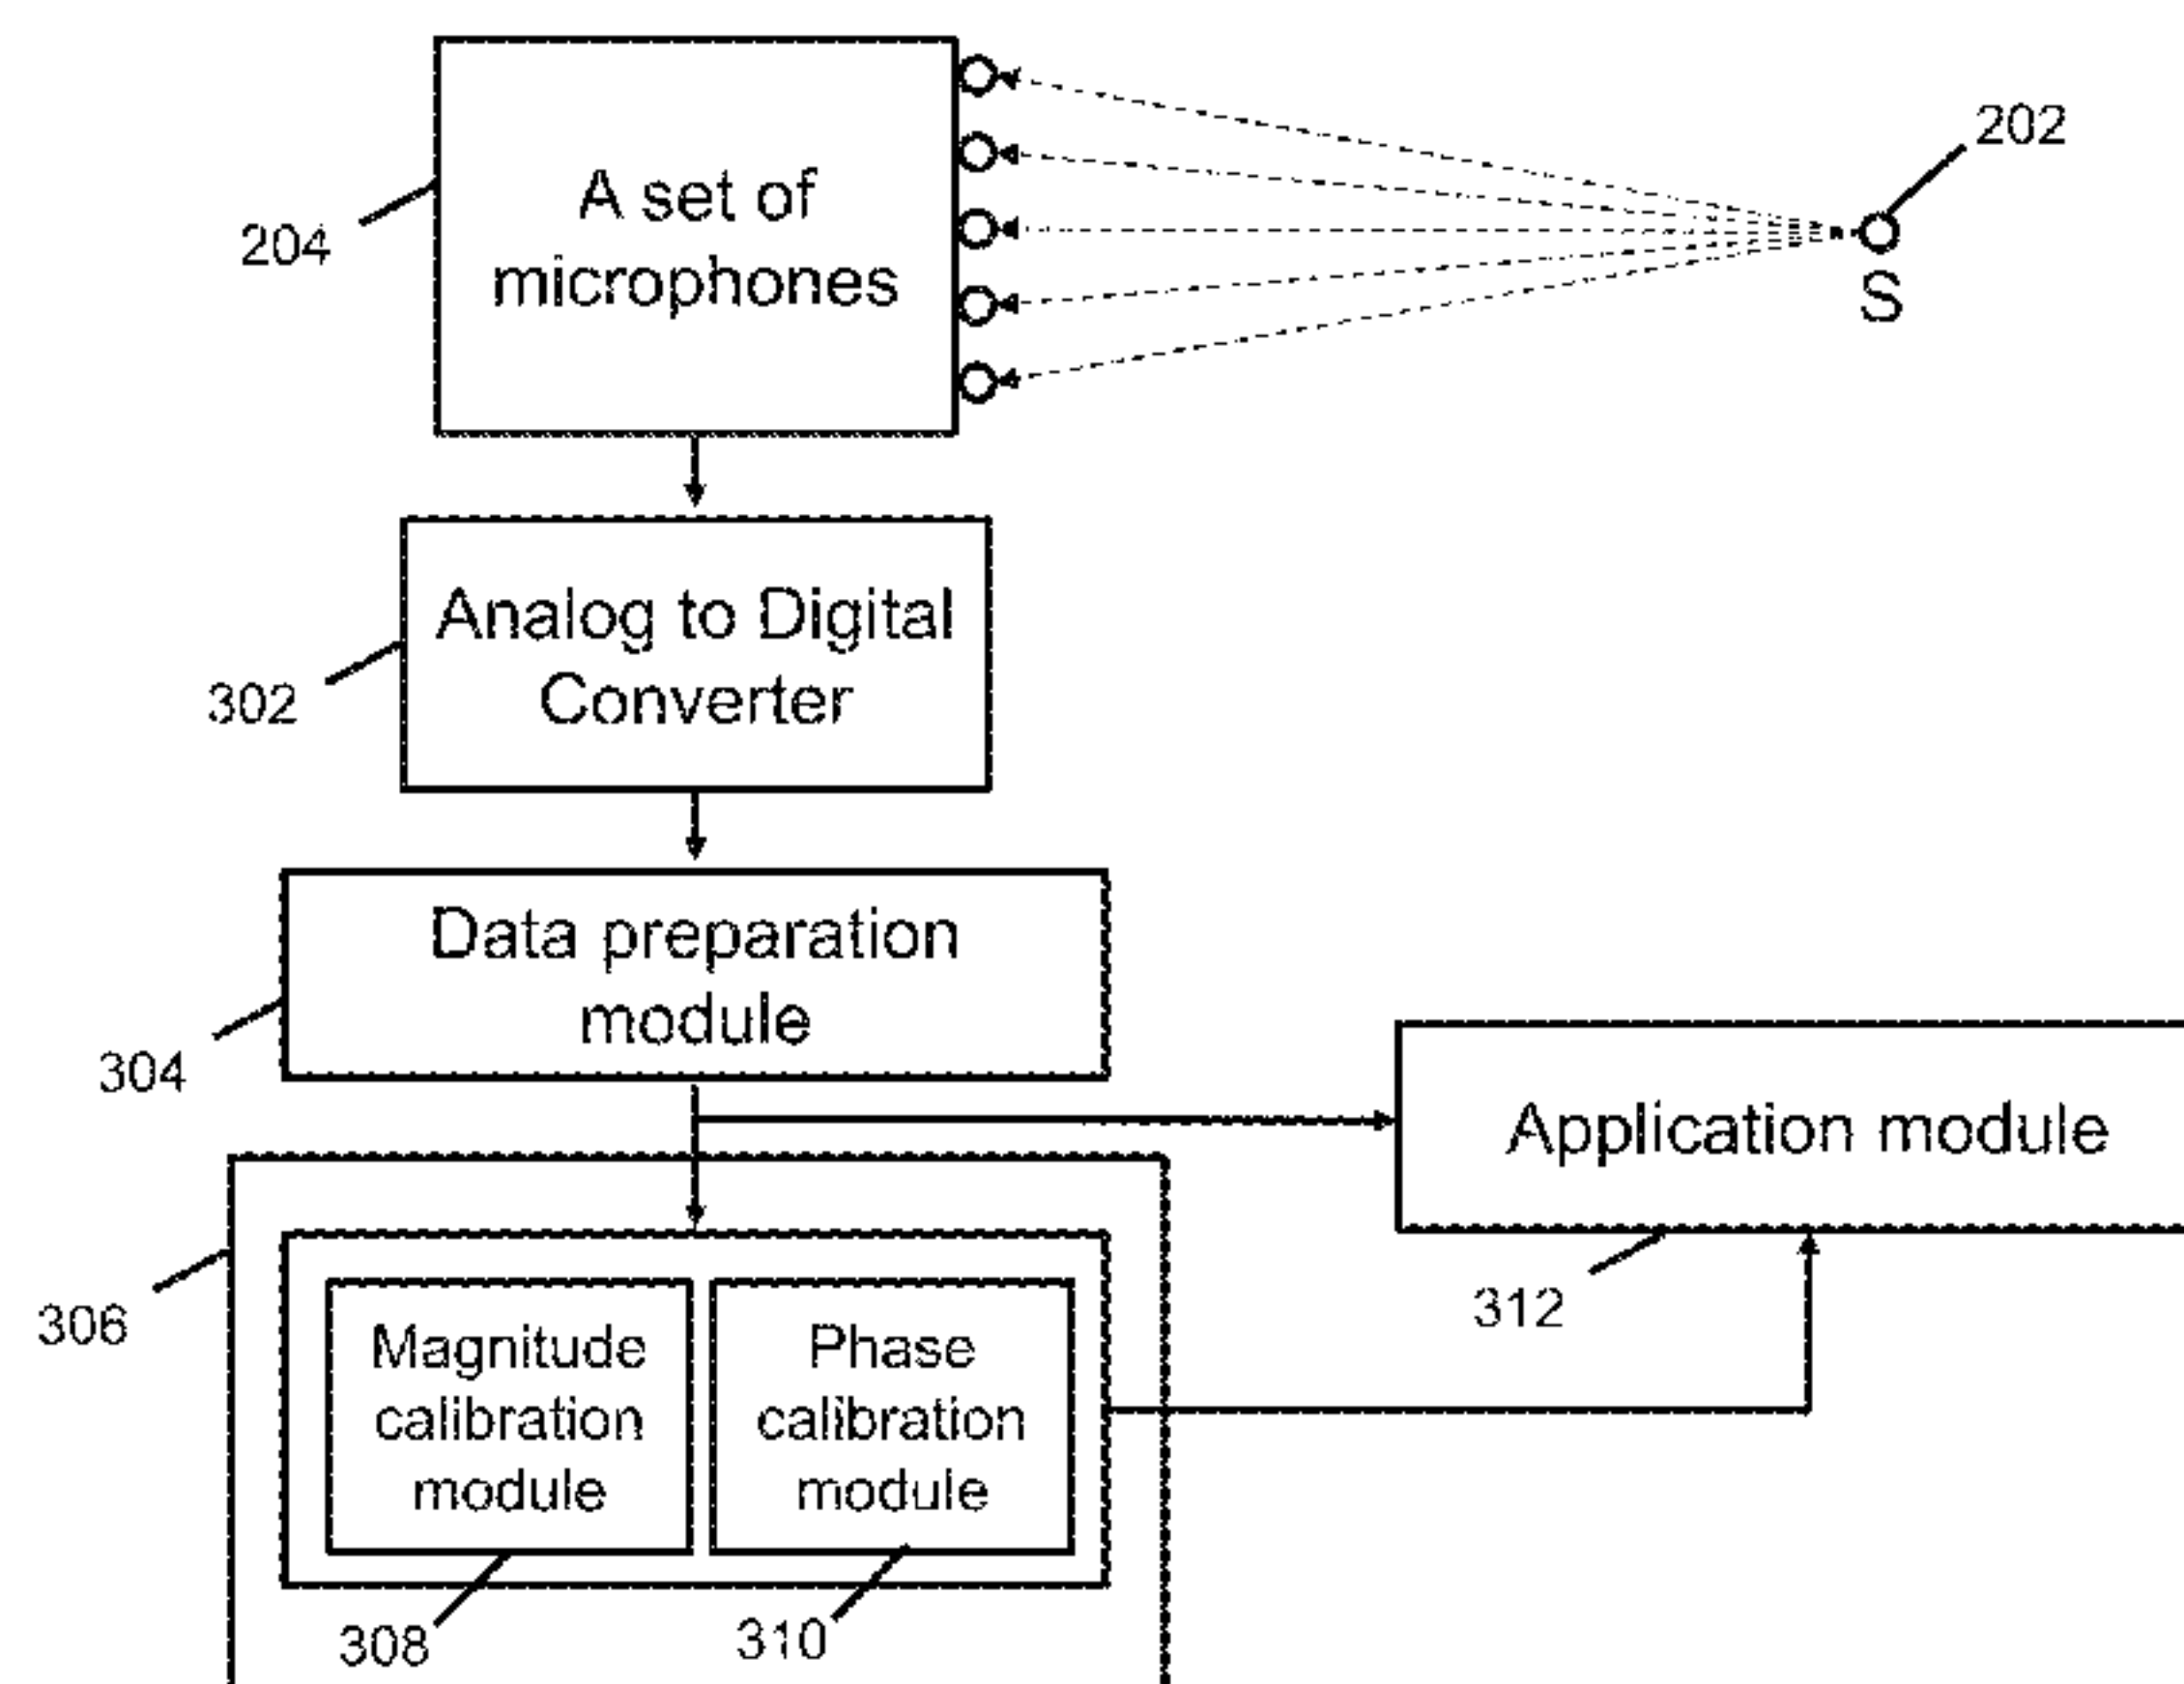 202
A set of
microphones
204
S
Analog to Digital
Converter
302
Data preparation
module
304
Application module
312
306
Magnitude
calibration
module
Phase
calibration
module
308
310